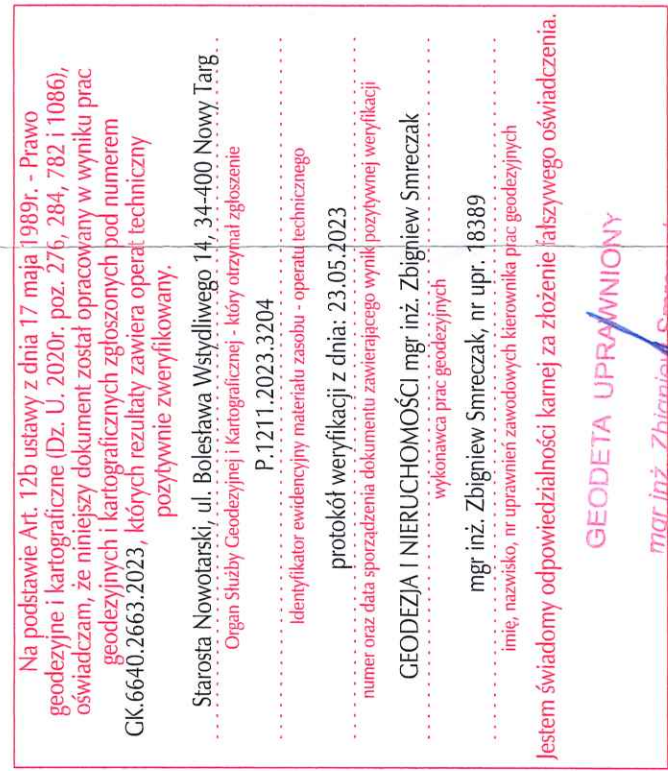 Na podstawie Art. 12b ustawy z dnia 17 maja 1989r. - Prawo
geodezyjne i kartograficzne (Dz. U. 2020r. poz. 276, 284, 782 i 1086),
oświadczam, że niniejszy dokument został opracowany w wyniku prac
geodezyjnych i kartograficznych zgłoszonych pod numerem
GK.6640.2663.2023, których rezultaty zawiera operat techniczny
pozytywnie zweryfikowany.
Starosta Nowotarski, ul. Bolesława Wstydliwego 14, 34-400 Nowy Targ
Organ Służby Geodezyjnej i Kartograficznej - który otrzymał zgłoszenie
P.1211.2023.3204
Identyfikator ewidencyjny materiału zasobu - operatu technicznego
protokół weryfikacji z dnia: 23.05.2023
numer oraz data sporządzenia dokumentu zawierającego wynik pozytywnej weryfikacji
GEODEZJA I NIERUCHOMOŚCI mgr inż. Zbigniew Smreczak
wykonawca prac geodezyjnych
mgr inż. Zbigniew Smreczak, nr upr. 18389
imię, nazwisko, nr uprawnień zawodowych kierownika prac geodezyjnych
Jestem świadomy odpowiedzialności karnej za złożenie fałszywego oświadczenia.
GEODETA UPRAWNIONY
mgr inż. Zbigniew